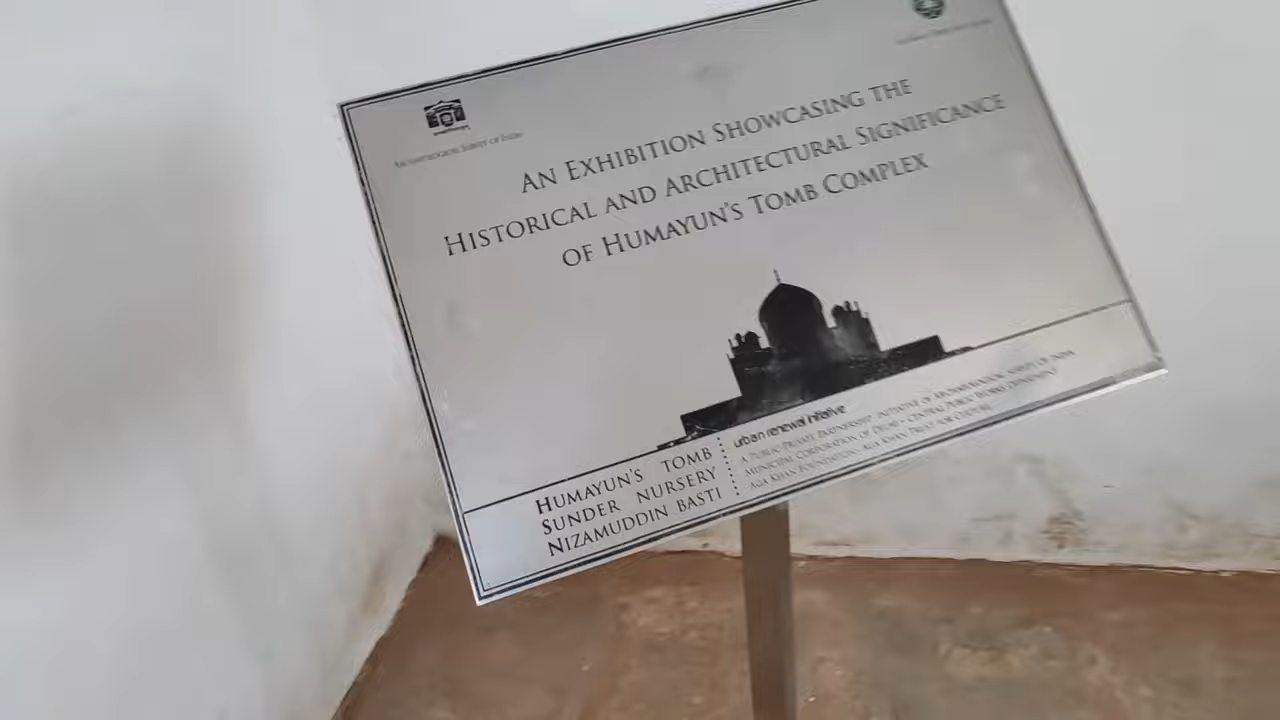 Archaeological Survey of India
An Exhibition Showcasing the
Historical and Architectural Significance
of Humayun's Tomb Complex
Humayun's Tomb
Sunder Nursery
Nizamuddin Basti
urban renewal initiative
A Public-Private Partnership initiative of Archaeological Survey of India
Municipal Corporation of Delhi • Central Public Works Department
Aga Khan Foundation • Aga Khan Trust for Culture